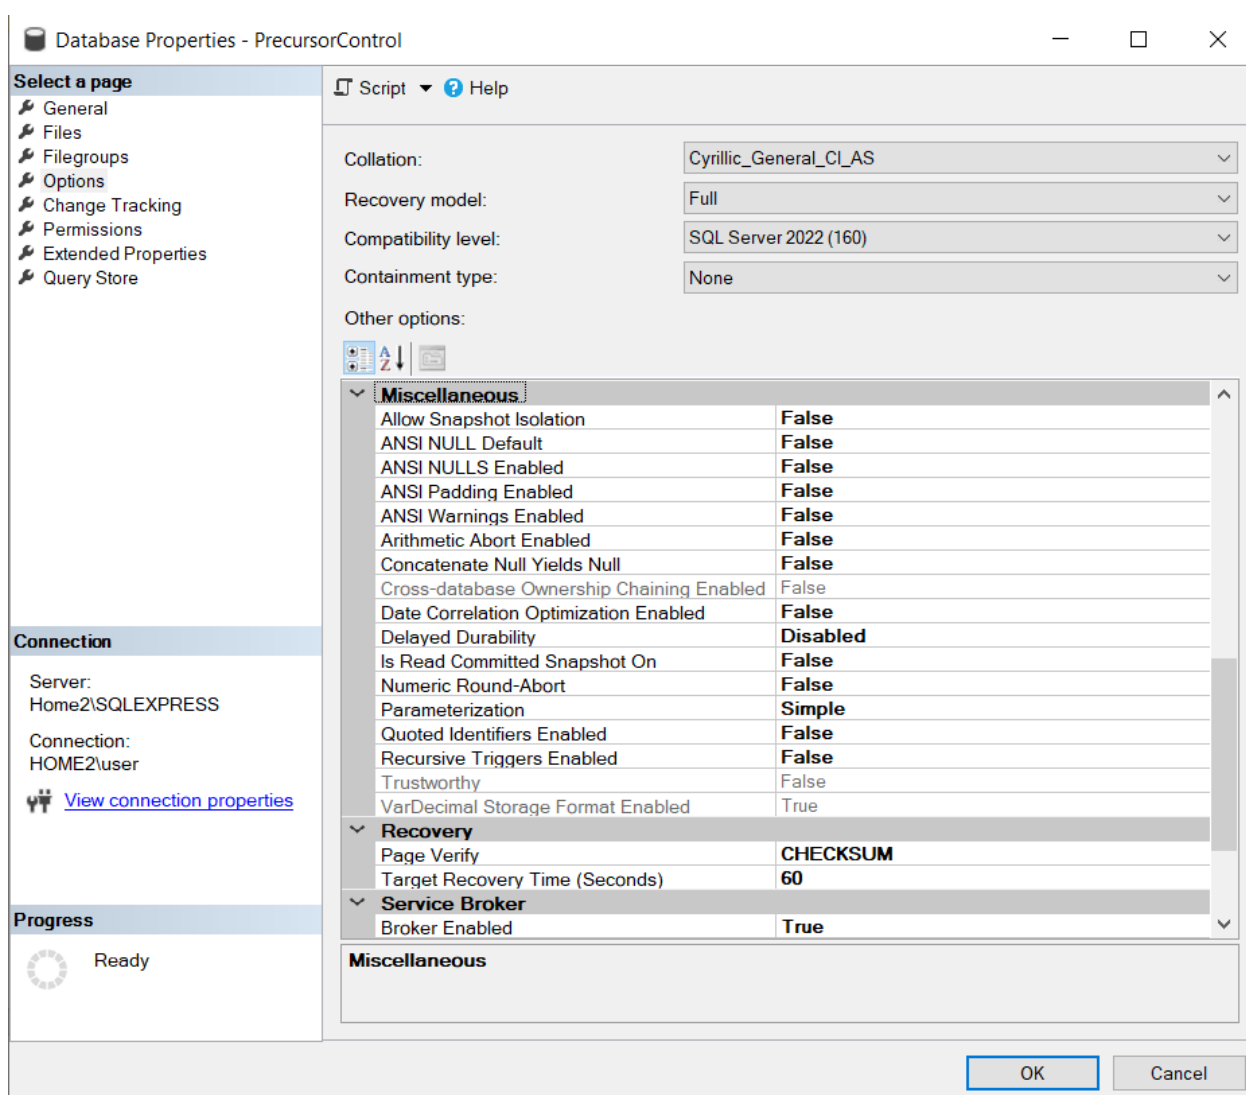 Database Properties - PrecursorControl
Select a page
General
Files
Filegroups
Options
Change Tracking
Permissions
Extended Properties
Query Store
Connection
Server:
Home2\SQLEXPRESS
Connection:
HOME2\user
View connection properties
Progress
Ready
Script
Help
Collation: Cyrillic_General_CI_AS
Recovery model: Full
Compatibility level: SQL Server 2022 (160)
Containment type: None
Other options:
Miscellaneous
Allow Snapshot Isolation False
ANSI NULL Default False
ANSI NULLS Enabled False
ANSI Padding Enabled False
ANSI Warnings Enabled False
Arithmetic Abort Enabled False
Concatenate Null Yields Null False
Cross-database Ownership Chaining Enabled False
Date Correlation Optimization Enabled False
Delayed Durability Disabled
Is Read Committed Snapshot On False
Numeric Round-Abort False
Parameterization Simple
Quoted Identifiers Enabled False
Recursive Triggers Enabled False
Trustworthy False
VarDecimal Storage Format Enabled True
Recovery
Page Verify CHECKSUM
Target Recovery Time (Seconds) 60
Service Broker
Broker Enabled True
Miscellaneous
OK Cancel